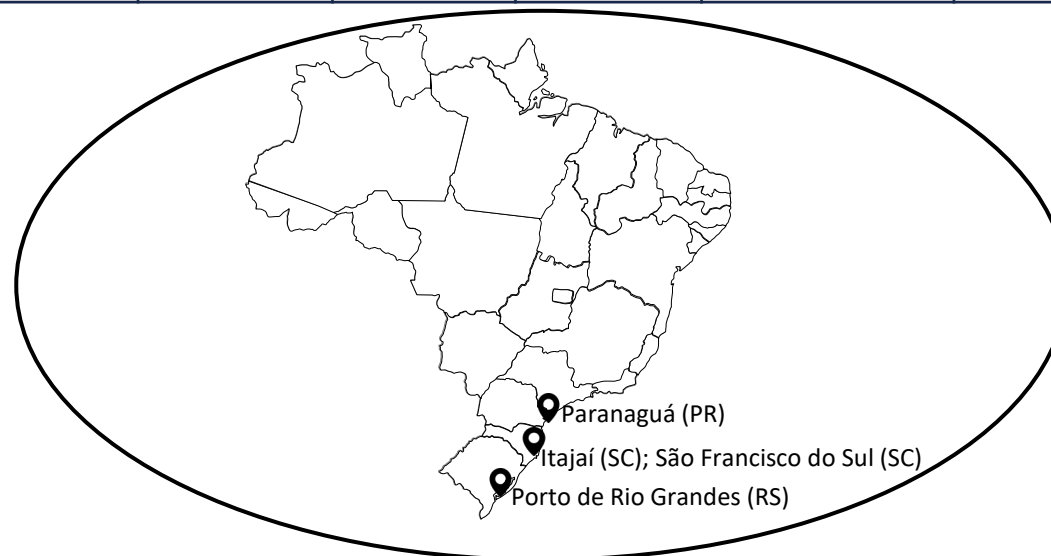 Paranaguá (PR)
Itajaí (SC); São Francisco do Sul (SC)
Porto de Rio Grandes (RS)